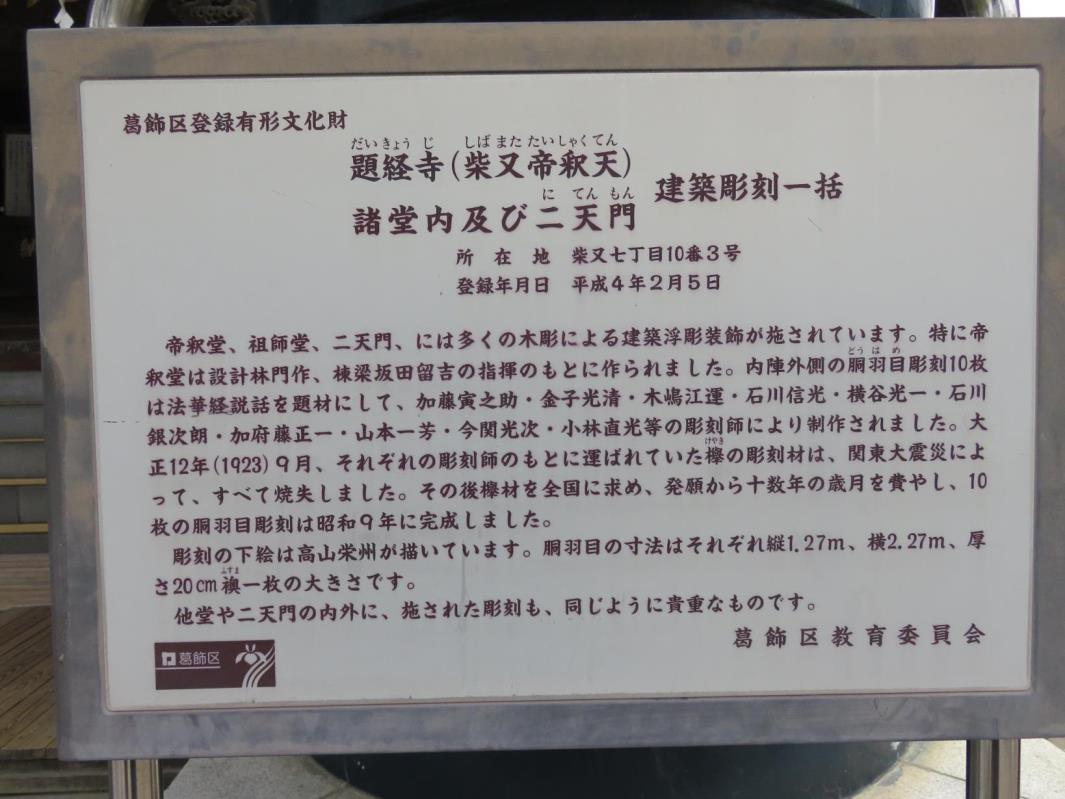 葛飾区登録有形文化財
だいきょうじ しばまたたいしゃくてん
題経寺(柴又帝釈天)
建築彫刻一括
にてんもん
諸堂内及び二天門
所在地 柴又七丁目10番3号
登録年月日 平成4年2月5日
帝釈堂、祖師堂、二天門、には多くの木彫による建築浮彫装飾が施されています。特に帝
どうはめ
釈堂は設計林門作、棟梁坂田留吉の指揮のもとに作られました。内陣外側の胴羽目彫刻10枚
は法華経説話を題材にして、加藤寅之助・金子光清・木嶋江運・石川信光・横谷光一・石川
銀次朗・加府藤正一・山本一芳・今関光次・小林直光等の彫刻師により制作されました。大
けやき
正12年(1923)9月、それぞれの彫刻師のもとに運ばれていた欅の彫刻材は、関東大震災によ
って、すべて焼失しました。その後欅材を全国に求め、発願から十数年の歳月を費やし、10
枚の胴羽目彫刻は昭和9年に完成しました。
彫刻の下絵は高山栄州が描いています。胴羽目の寸法はそれぞれ縦1.27m、横2.27m、厚
ふすま
さ20cm襖一枚の大きさです。
他堂や二天門の内外に、施された彫刻も、同じように貴重なものです。
葛飾区教育委員会
葛飾区